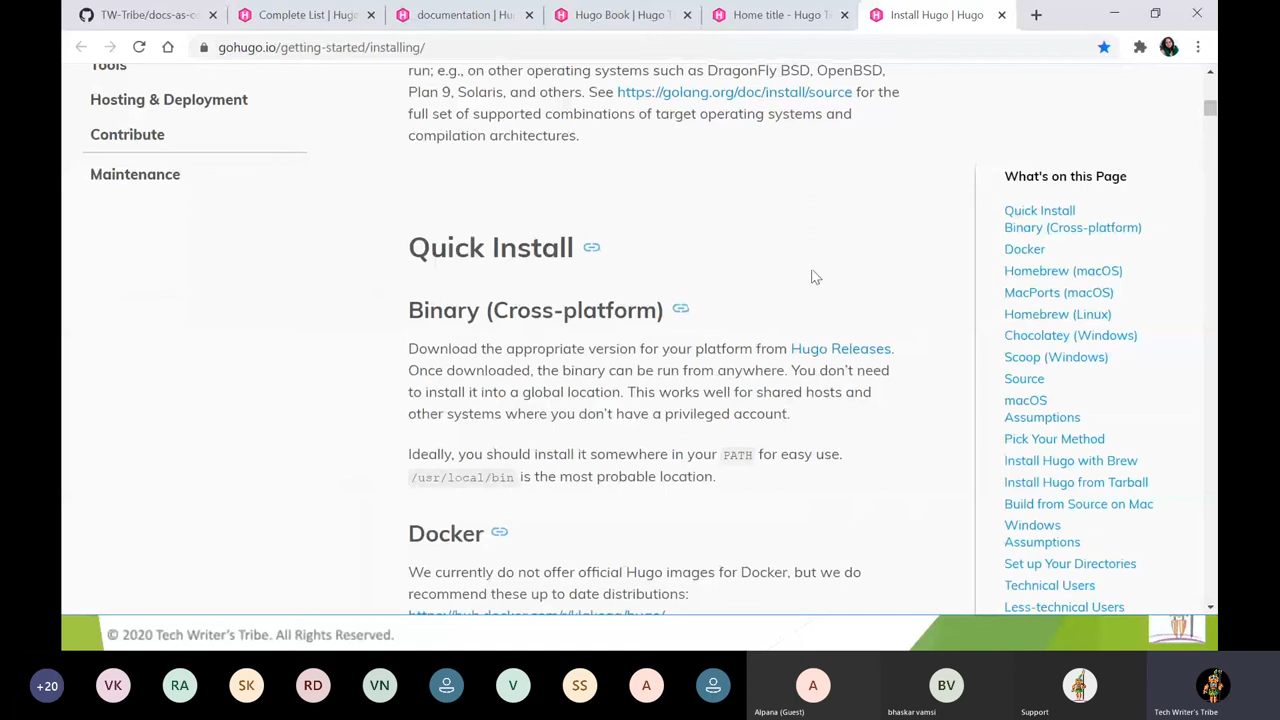 TW-Tribe/docs-as-co
Complete List | Hug
documentation | Hu
Hugo Book | Hugo T
Home title - Hugo T
Install Hugo | Hugo
gohugo.io/getting-started/installing/
Tools
Hosting & Deployment
Contribute
Maintenance
run; e.g., on other operating systems such as DragonFly BSD, OpenBSD,
Plan 9, Solaris, and others. See https://golang.org/doc/install/source for the
full set of supported combinations of target operating systems and
compilation architectures.
Quick Install
Binary (Cross-platform)
Download the appropriate version for your platform from Hugo Releases.
Once downloaded, the binary can be run from anywhere. You don't need
to install it into a global location. This works well for shared hosts and
other systems where you don't have a privileged account.
Ideally, you should install it somewhere in your PATH for easy use.
/usr/local/bin is the most probable location.
Docker
We currently do not offer official Hugo images for Docker, but we do
recommend these up to date distributions:
What's on this Page
Quick Install
Binary (Cross-platform)
Docker
Homebrew (macOS)
MacPorts (macOS)
Homebrew (Linux)
Chocolatey (Windows)
Scoop (Windows)
Source
macOS
Assumptions
Pick Your Method
Install Hugo with Brew
Install Hugo from Tarball
Build from Source on Mac
Windows
Assumptions
Set up Your Directories
Technical Users
Less-technical Users
© 2020 Tech Writer's Tribe. All Rights Reserved.
+20
VK
RA
SK
RD
VN
V
SS
A
A
BV
Alpana (Guest)
bhaskar vamsi
Support
Tech Writer's Tribe